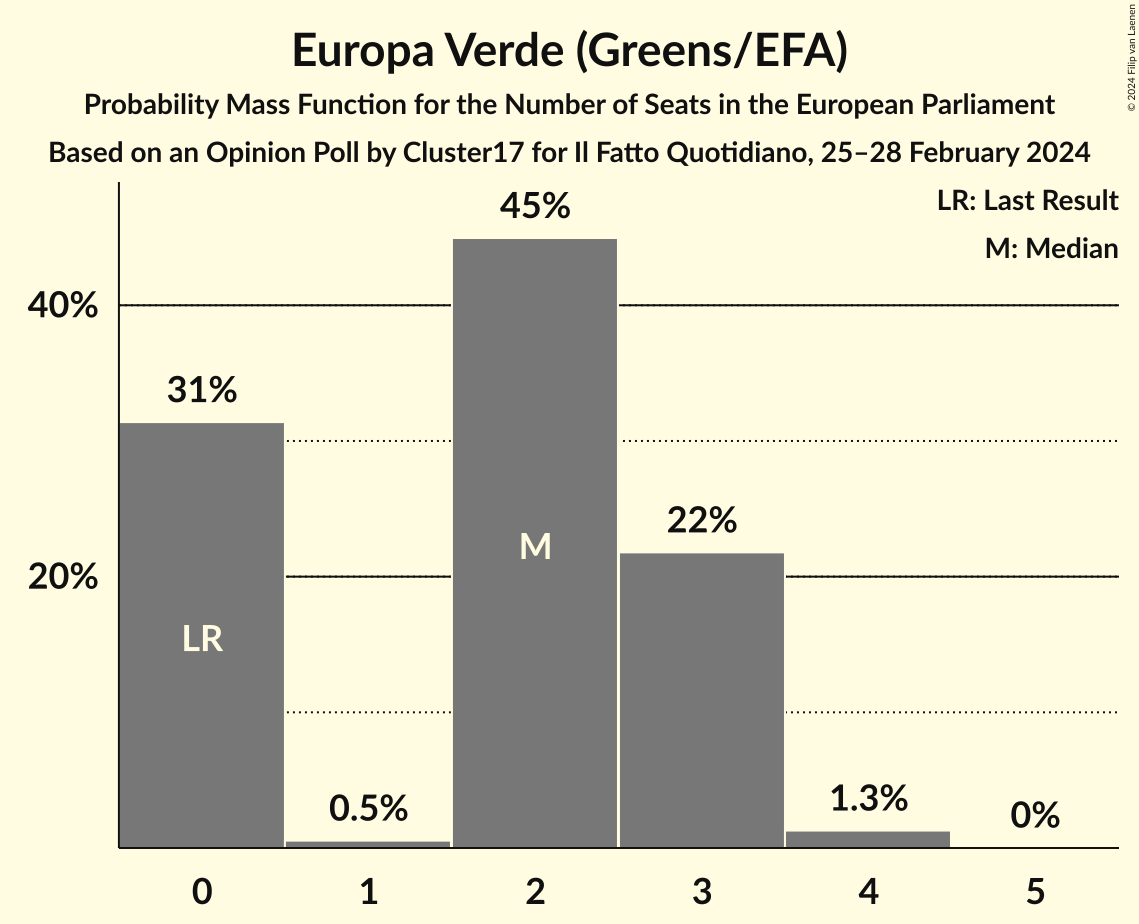 Europa Verde (Greens/EFA)
Probability Mass Function for the Number of Seats in the European Parliament
Based on an Opinion Poll by Cluster17 for Il Fatto Quotidiano, 25–28 February 2024
© 2024 Filip van Laenen
LR: Last Result
M: Median
45%
40%
31%
22%
M
20%
LR
1.3%
0.5%
0%
0 1 2 3 4 5